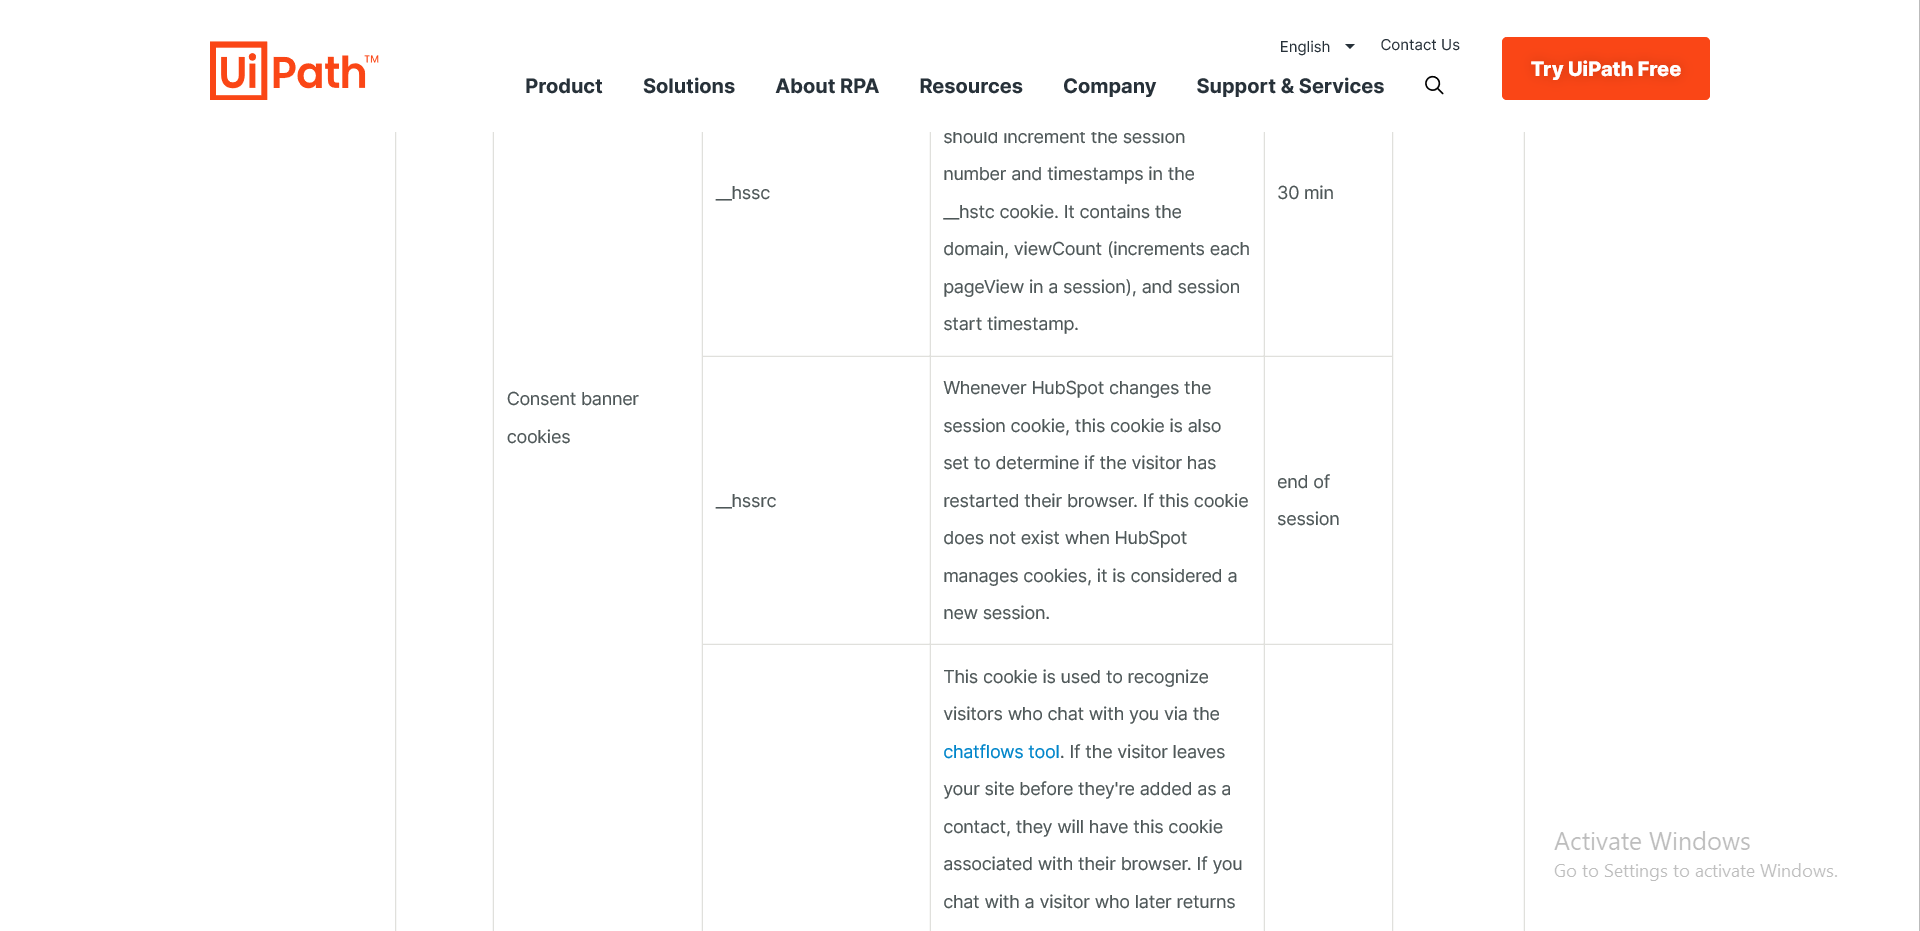 English
Contact Us
UiPath™
Product
Solutions
About RPA
Resources
Company
Support & Services
Try UiPath Free
should increment the session
number and timestamps in the
__hstc cookie. It contains the
domain, viewCount (increments each
pageView in a session), and session
start timestamp.
__hssc
30 min
Consent banner
cookies
__hssrc
Whenever HubSpot changes the
session cookie, this cookie is also
set to determine if the visitor has
restarted their browser. If this cookie
does not exist when HubSpot
manages cookies, it is considered a
new session.
end of
session
This cookie is used to recognize
visitors who chat with you via the
chatflows tool. If the visitor leaves
your site before they're added as a
contact, they will have this cookie
associated with their browser. If you
chat with a visitor who later returns
Activate Windows
Go to Settings to activate Windows.